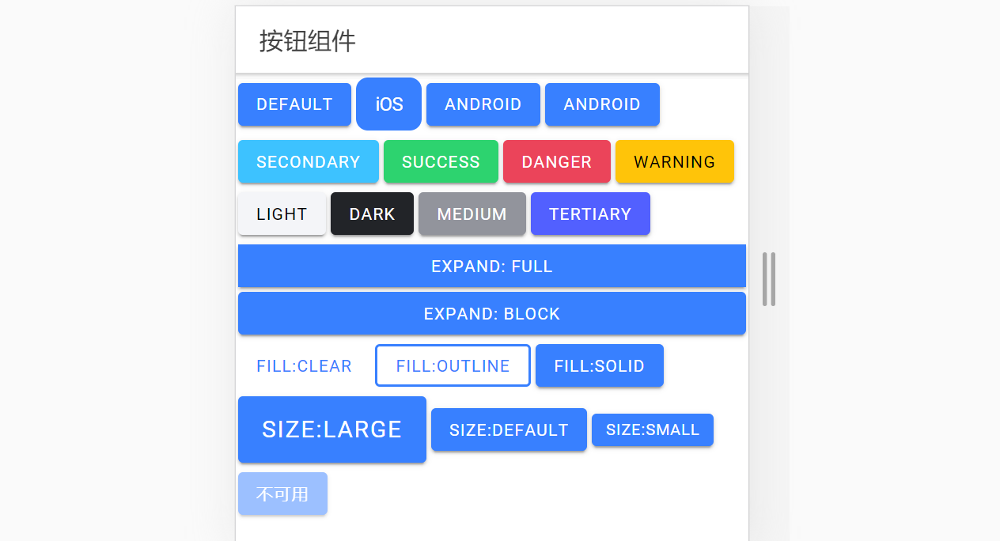 按钮组件
DEFAULT iOS ANDROID ANDROID
SECONDARY SUCCESS DANGER WARNING
LIGHT DARK MEDIUM TERTIARY
EXPAND: FULL
EXPAND: BLOCK
FILL:CLEAR FILL:OUTLINE FILL:SOLID
SIZE:LARGE SIZE:DEFAULT SIZE:SMALL
不可用